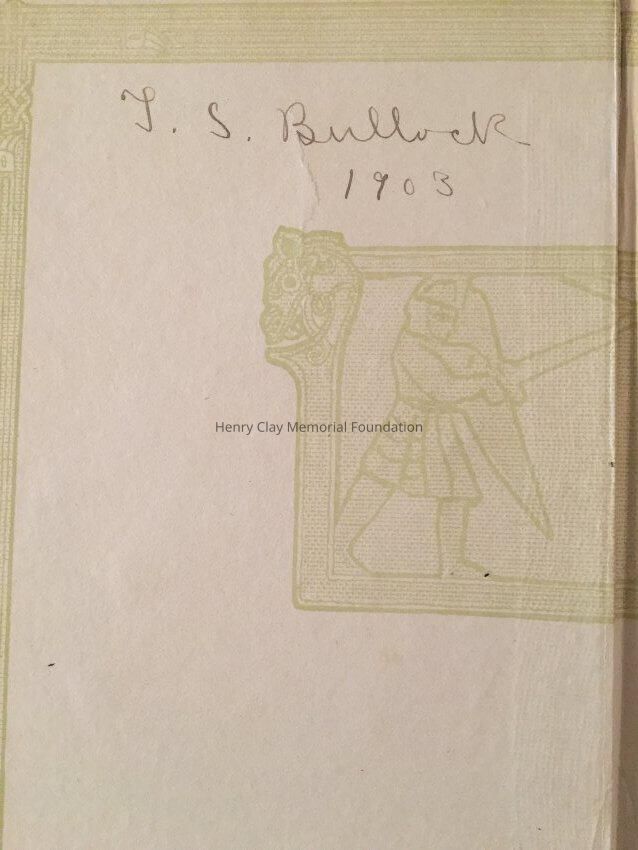 T. S. Bullock
1903
Henry Clay Memorial Foundation